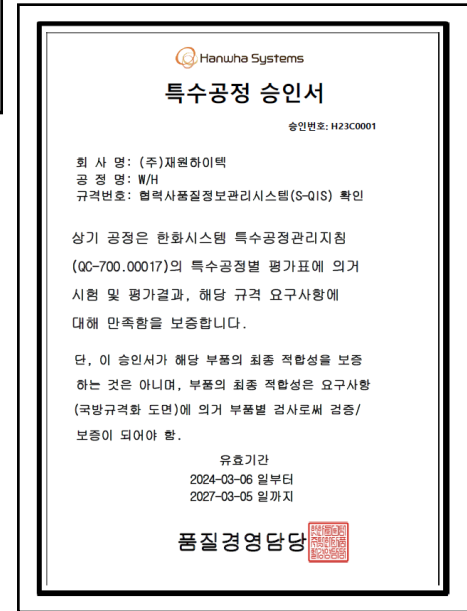 Hanwha Systems
특수공정 승인서
승인번호: H23C0001
회 사 명: (주)재원하이텍
공 정 명: W/H
규격번호: 협력사품질정보관리시스템(S-QIS) 확인
상기 공정은 한화시스템 특수공정관리지침
(QC-700.00017)의 특수공정별 평가표에 의거
시험 및 평가결과, 해당 규격 요구사항에
대해 만족함을 보증합니다.
단, 이 승인서가 해당 부품의 최종 적합성을 보증
하는 것은 아니며, 부품의 최종 적합성은 요구사항
(국방규격화 도면)에 의거 부품별 검사로써 검증/
보증이 되어야 함.
유효기간
2024-03-06 일부터
2027-03-05 일까지
품질경영담당